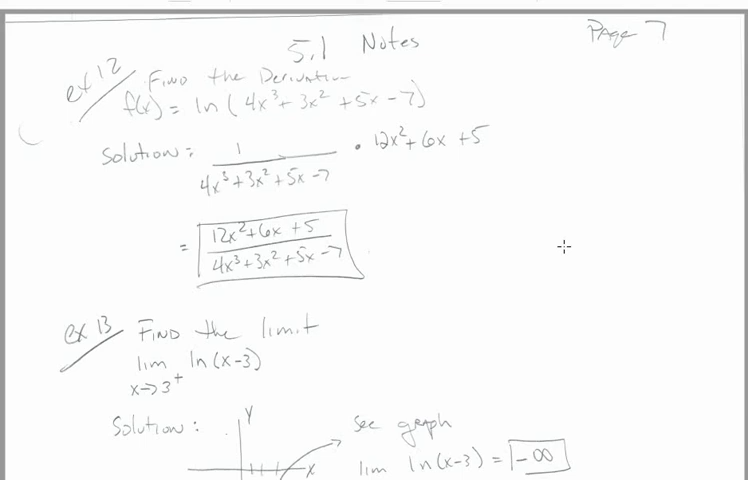 Page 7
5.1 Notes
ex 12 Find the Derivative
f(x) = ln(4x³+3x²+5x-7)
Solution: 1/(4x³+3x²+5x-7) • 12x²+6x+5
= (12x²+6x+5)/(4x³+3x²+5x-7)
ex 13 Find the limit
lim ln(x-3)
x→3⁺
Solution: Y See graph
x lim ln(x-3) = -∞